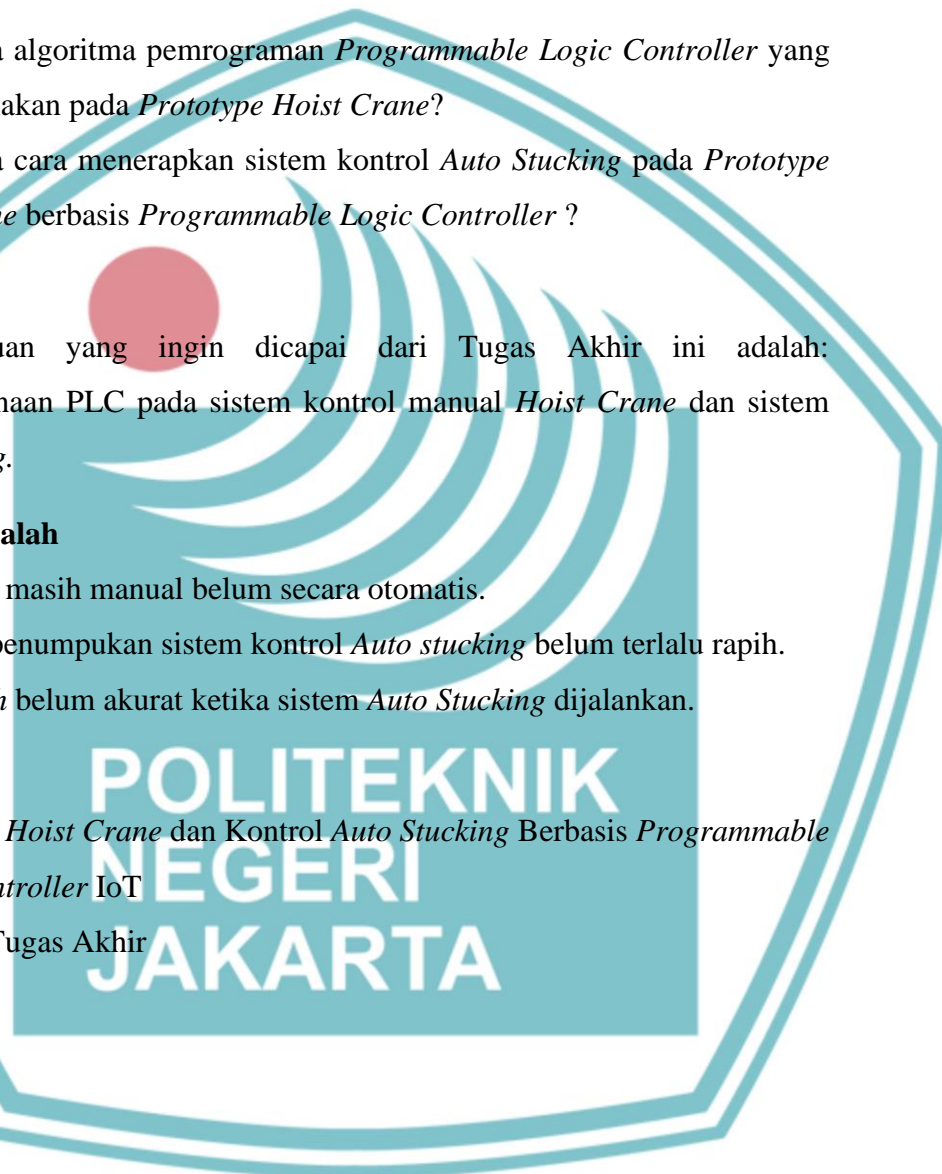 a algoritma pemrograman Programmable Logic Controller yang
akan pada Prototype Hoist Crane?
a cara menerapkan sistem kontrol Auto Stucking pada Prototype
e berbasis Programmable Logic Controller ?
uan yang ingin dicapai dari Tugas Akhir ini adalah:
naan PLC pada sistem kontrol manual Hoist Crane dan sistem
g.
alah
masih manual belum secara otomatis.
penumpukan sistem kontrol Auto stucking belum terlalu rapih.
n belum akurat ketika sistem Auto Stucking dijalankan.
POLITEKNIK
Hoist Crane dan Kontrol Auto Stucking Berbasis Programmable
NEGERI
ntroller IoT
Tugas Akhir
JAKARTA